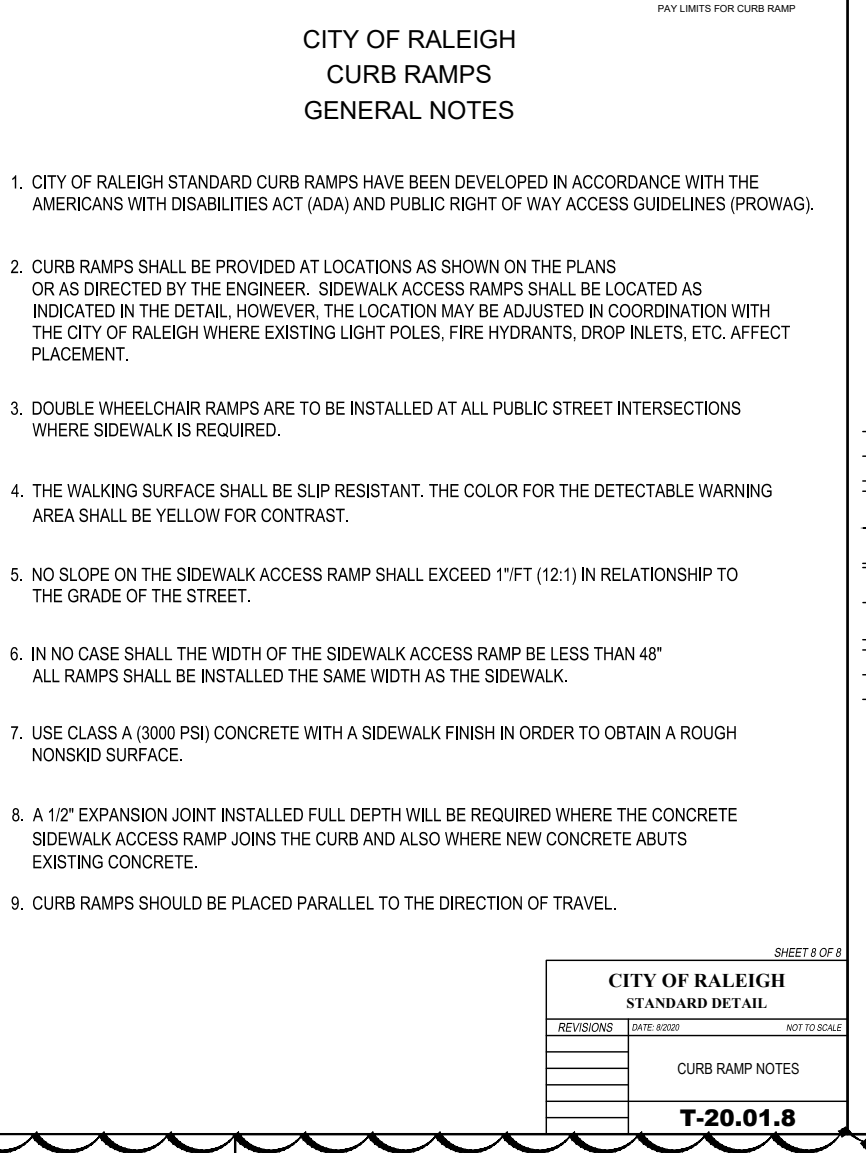 PAY LIMITS FOR CURB RAMP
CITY OF RALEIGH
CURB RAMPS
GENERAL NOTES
1. CITY OF RALEIGH STANDARD CURB RAMPS HAVE BEEN DEVELOPED IN ACCORDANCE WITH THE
AMERICANS WITH DISABILITIES ACT (ADA) AND PUBLIC RIGHT OF WAY ACCESS GUIDELINES (PROWAG).
2. CURB RAMPS SHALL BE PROVIDED AT LOCATIONS AS SHOWN ON THE PLANS
OR AS DIRECTED BY THE ENGINEER. SIDEWALK ACCESS RAMPS SHALL BE LOCATED AS
INDICATED IN THE DETAIL, HOWEVER, THE LOCATION MAY BE ADJUSTED IN COORDINATION WITH
THE CITY OF RALEIGH WHERE EXISTING LIGHT POLES, FIRE HYDRANTS, DROP INLETS, ETC. AFFECT
PLACEMENT.
3. DOUBLE WHEELCHAIR RAMPS ARE TO BE INSTALLED AT ALL PUBLIC STREET INTERSECTIONS
WHERE SIDEWALK IS REQUIRED.
4. THE WALKING SURFACE SHALL BE SLIP RESISTANT. THE COLOR FOR THE DETECTABLE WARNING
AREA SHALL BE YELLOW FOR CONTRAST.
5. NO SLOPE ON THE SIDEWALK ACCESS RAMP SHALL EXCEED 1"/FT (12:1) IN RELATIONSHIP TO
THE GRADE OF THE STREET.
6. IN NO CASE SHALL THE WIDTH OF THE SIDEWALK ACCESS RAMP BE LESS THAN 48"
ALL RAMPS SHALL BE INSTALLED THE SAME WIDTH AS THE SIDEWALK.
7. USE CLASS A (3000 PSI) CONCRETE WITH A SIDEWALK FINISH IN ORDER TO OBTAIN A ROUGH
NONSKID SURFACE.
8. A 1/2" EXPANSION JOINT INSTALLED FULL DEPTH WILL BE REQUIRED WHERE THE CONCRETE
SIDEWALK ACCESS RAMP JOINS THE CURB AND ALSO WHERE NEW CONCRETE ABUTS
EXISTING CONCRETE.
9. CURB RAMPS SHOULD BE PLACED PARALLEL TO THE DIRECTION OF TRAVEL.
SHEET 8 OF 8
CITY OF RALEIGH
STANDARD DETAIL
REVISIONS DATE: 8/2020 NOT TO SCALE
CURB RAMP NOTES
T-20.01.8